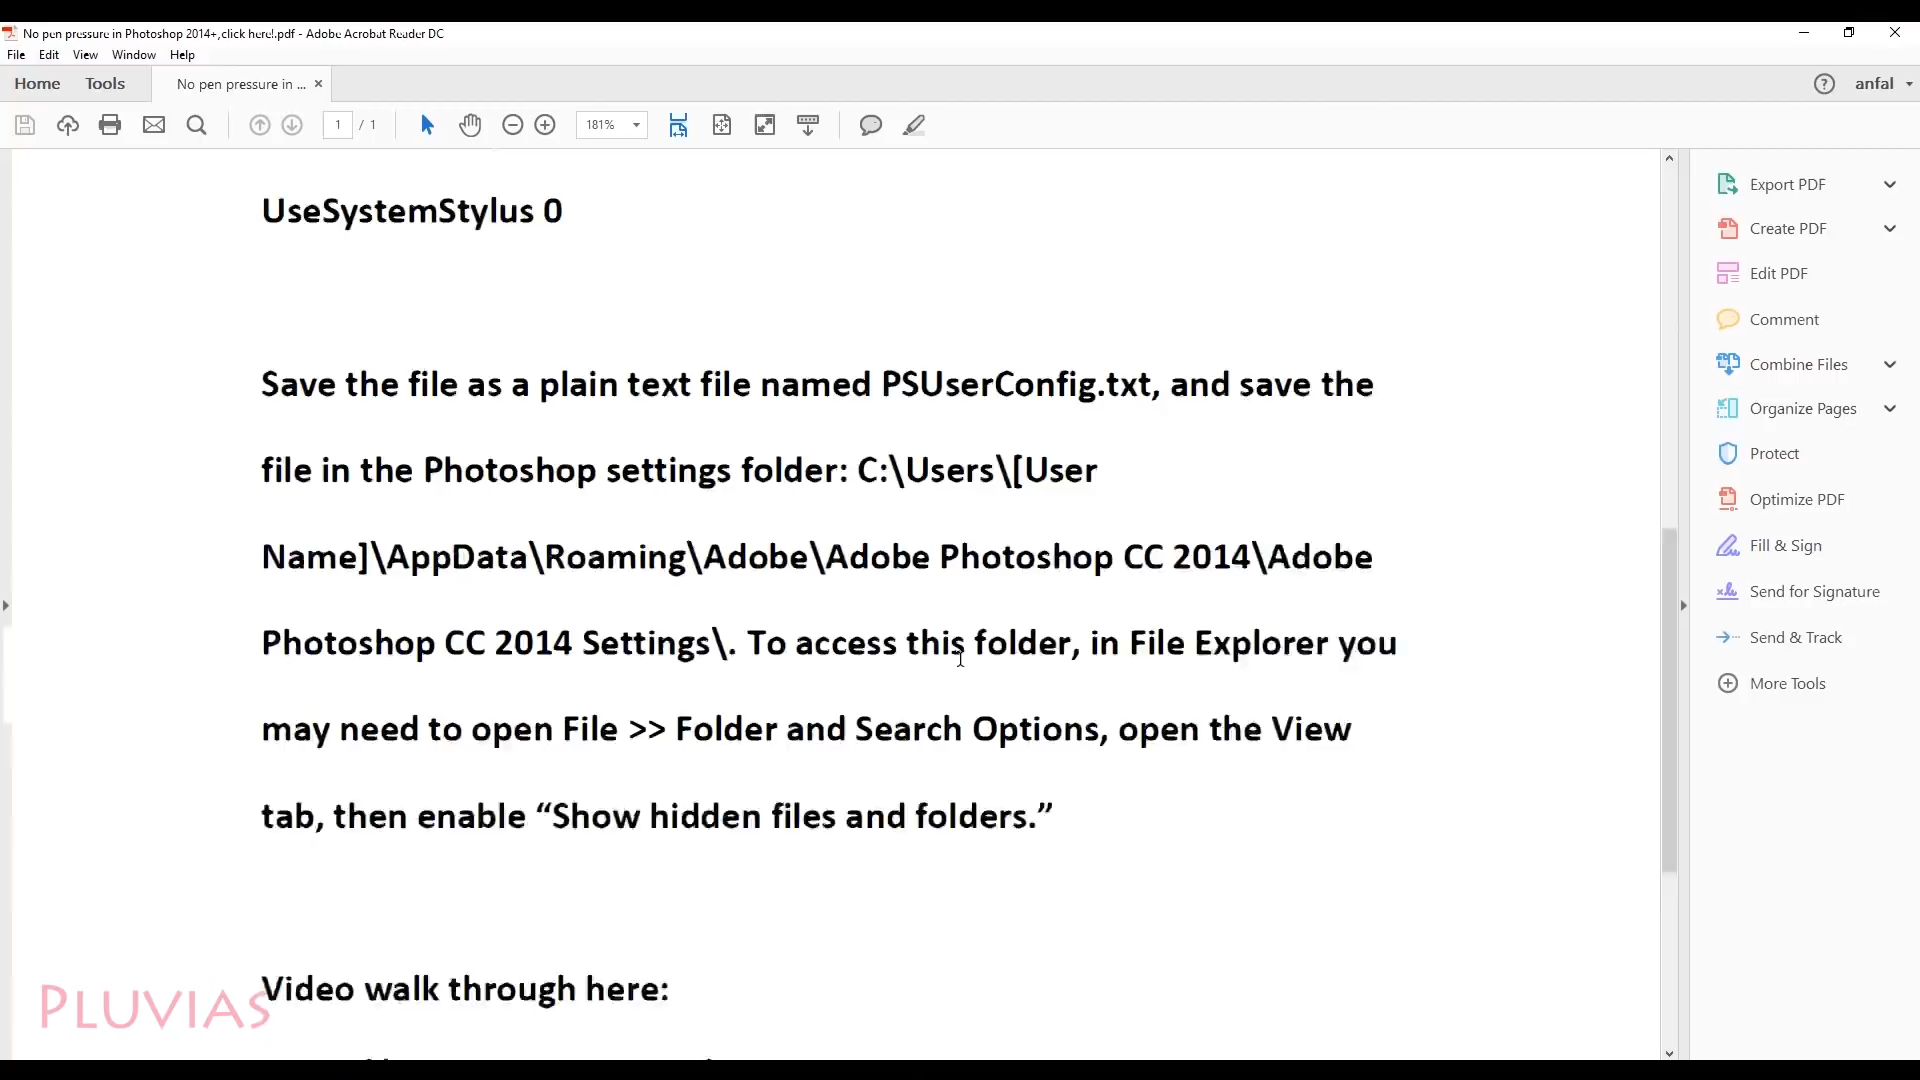 No pen pressure in Photoshop 2014+,click here!.pdf - Adobe Acrobat Reader DC
File Edit View Window Help
Home Tools No pen pressure in ... × ? anfal
1 / 1 181%
UseSystemStylus 0
Save the file as a plain text file named PSUserConfig.txt, and save the
file in the Photoshop settings folder: C:\Users\[User
Name]\AppData\Roaming\Adobe\Adobe Photoshop CC 2014\Adobe
Photoshop CC 2014 Settings\. To access this folder, in File Explorer you
may need to open File >> Folder and Search Options, open the View
tab, then enable “Show hidden files and folders.”
Video walk through here:
PLUVIAS
Export PDF
Create PDF
Edit PDF
Comment
Combine Files
Organize Pages
Protect
Optimize PDF
Fill & Sign
Send for Signature
Send & Track
More Tools